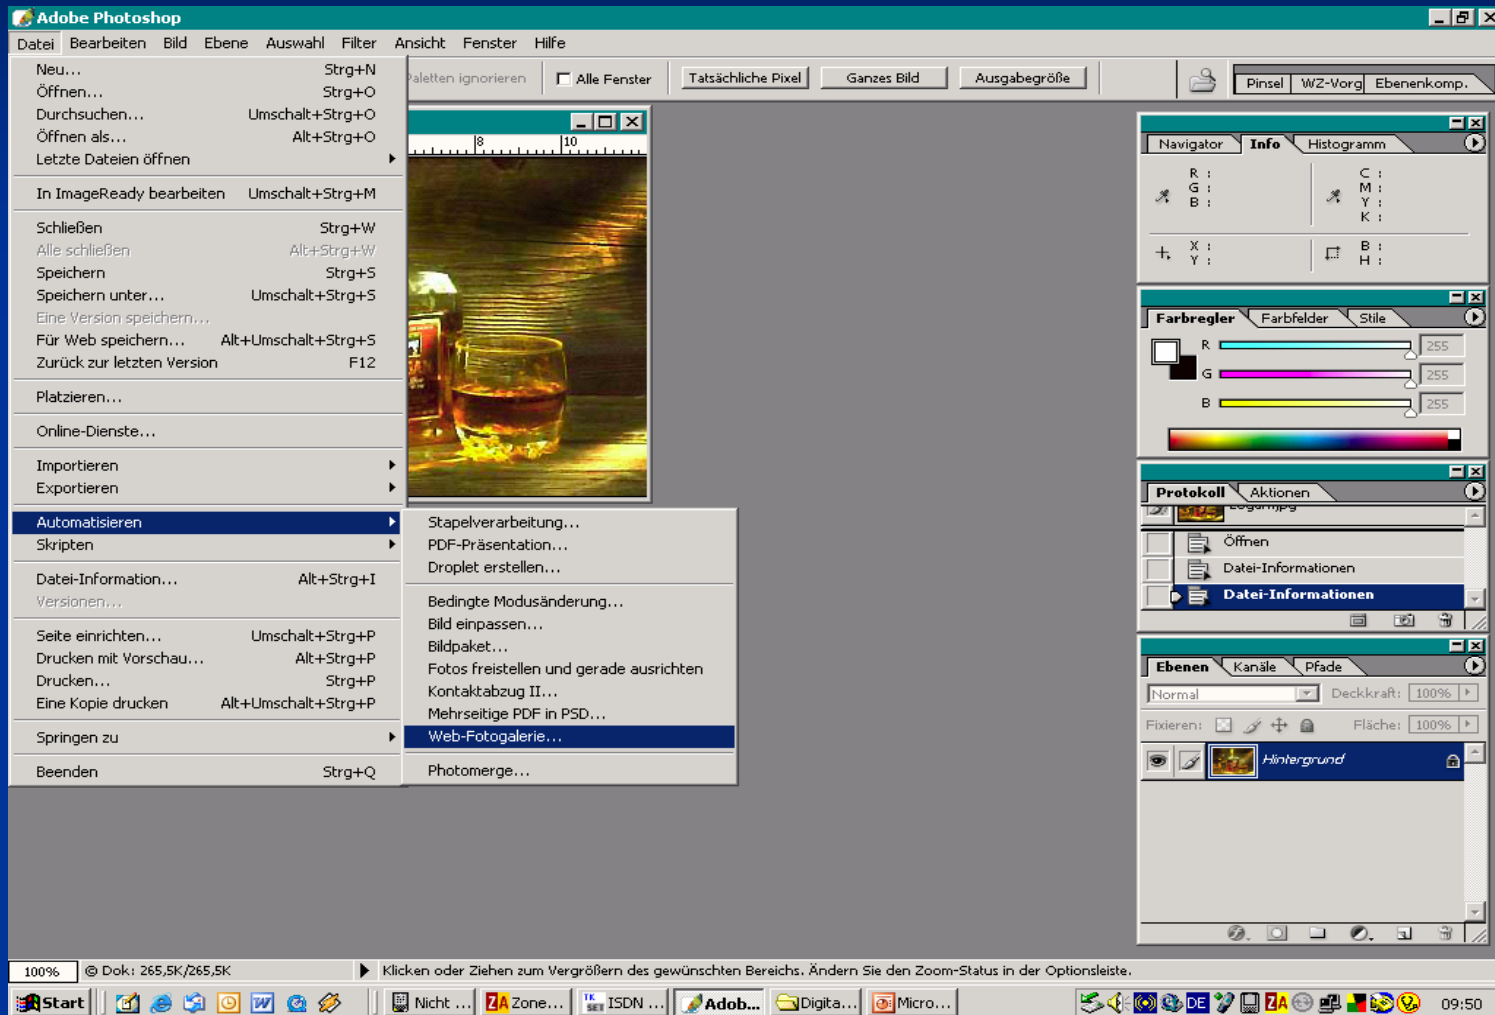 Adobe Photoshop
Datei Bearbeiten Bild Ebene Auswahl Filter Ansicht Fenster Hilfe
Paletten ignorieren Alle Fenster Tatsächliche Pixel Ganzes Bild Ausgabegröße Pinsel WZ-Vorg Ebenenkomp.
Neu... Strg+N
Öffnen... Strg+O
Durchsuchen... Umschalt+Strg+O
Öffnen als... Alt+Strg+O
Letzte Dateien öffnen
In ImageReady bearbeiten Umschalt+Strg+M
Schließen Strg+W
Alle schließen Alt+Strg+W
Speichern Strg+S
Speichern unter... Umschalt+Strg+S
Eine Version speichern...
Für Web speichern... Alt+Umschalt+Strg+S
Zurück zur letzten Version F12
Platzieren...
Online-Dienste...
Importieren
Exportieren
Automatisieren
Skripten
Datei-Information... Alt+Strg+I
Versionen...
Seite einrichten... Umschalt+Strg+P
Drucken mit Vorschau... Alt+Strg+P
Drucken... Strg+P
Eine Kopie drucken Alt+Umschalt+Strg+P
Springen zu
Beenden Strg+Q
Stapelverarbeitung...
PDF-Präsentation...
Droplet erstellen...
Bedingte Modusänderung...
Bild einpassen...
Bildpaket...
Fotos freistellen und gerade ausrichten
Kontaktabzug II...
Mehrseitige PDF in PSD...
Web-Fotogalerie...
Photomerge...
8 10
Navigator Info Histogramm
R : C :
G : M :
B : Y :
K :
X : B :
Y : H :
Farbregler Farbfelder Stile
R 255
G 255
B 255
Protokoll Aktionen
Öffnen
Datei-Informationen
Datei-Informationen
Ebenen Kanäle Pfade
Normal Deckkraft: 100%
Fixieren: Fläche: 100%
Hintergrund
100% © Dok: 265,5K/265,5K Klicken oder Ziehen zum Vergrößern des gewünschten Bereichs. Ändern Sie den Zoom-Status in der Optionsleiste.
Start Nicht ... ZA Zone... TK SET ISDN ... Adob... Digita... Micro... DE ZA 09:50